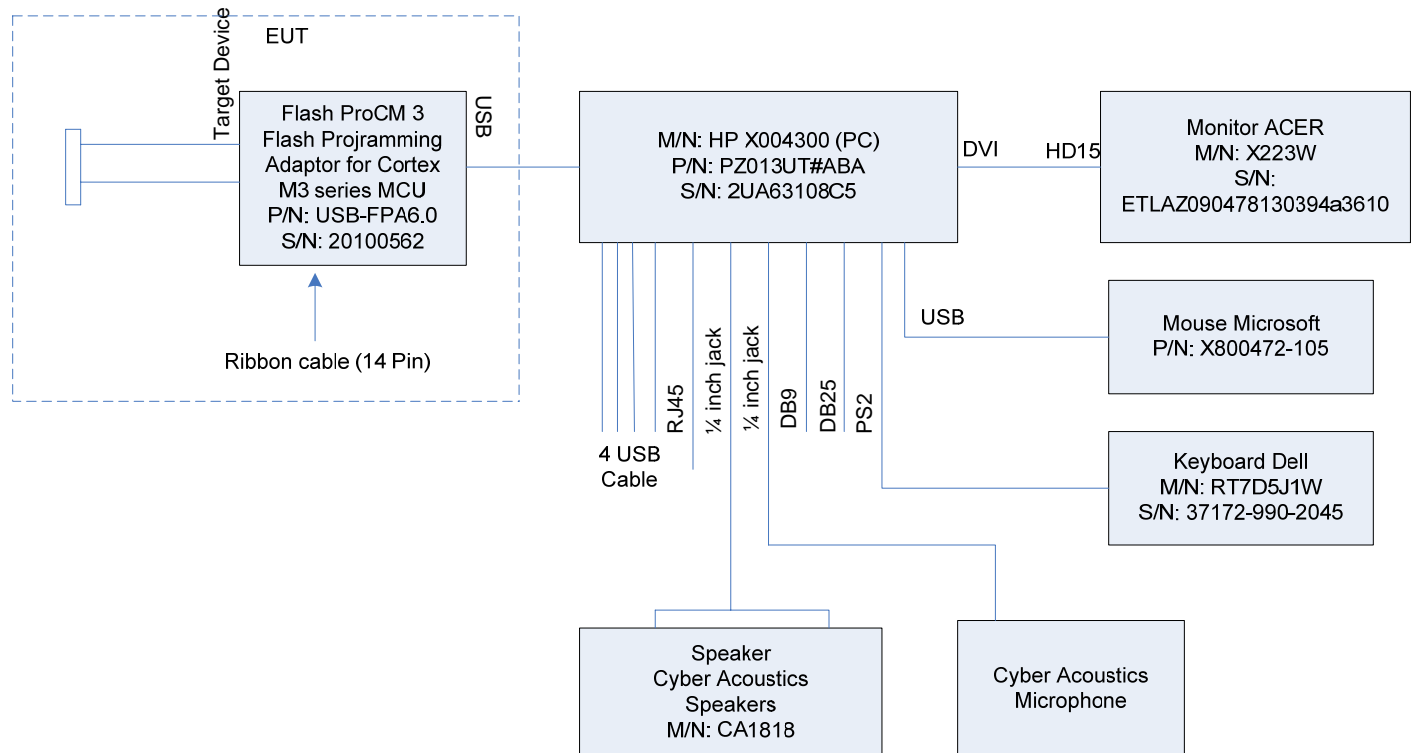 EUT
Target Device
Flash ProCM 3
Flash Projramming
Adaptor for Cortex
M3 series MCU
P/N: USB-FPA6.0
S/N: 20100562
USB
Ribbon cable (14 Pin)
M/N: HP X004300 (PC)
P/N: PZ013UT#ABA
S/N: 2UA63108C5
DVI
HD15
Monitor ACER
M/N: X223W
S/N:
ETLAZ090478130394a3610
USB
Mouse Microsoft
P/N: X800472-105
4 USB
Cable
RJ45
¼ inch jack
¼ inch jack
DB9
DB25
PS2
Keyboard Dell
M/N: RT7D5J1W
S/N: 37172-990-2045
Speaker
Cyber Acoustics
Speakers
M/N: CA1818
Cyber Acoustics
Microphone